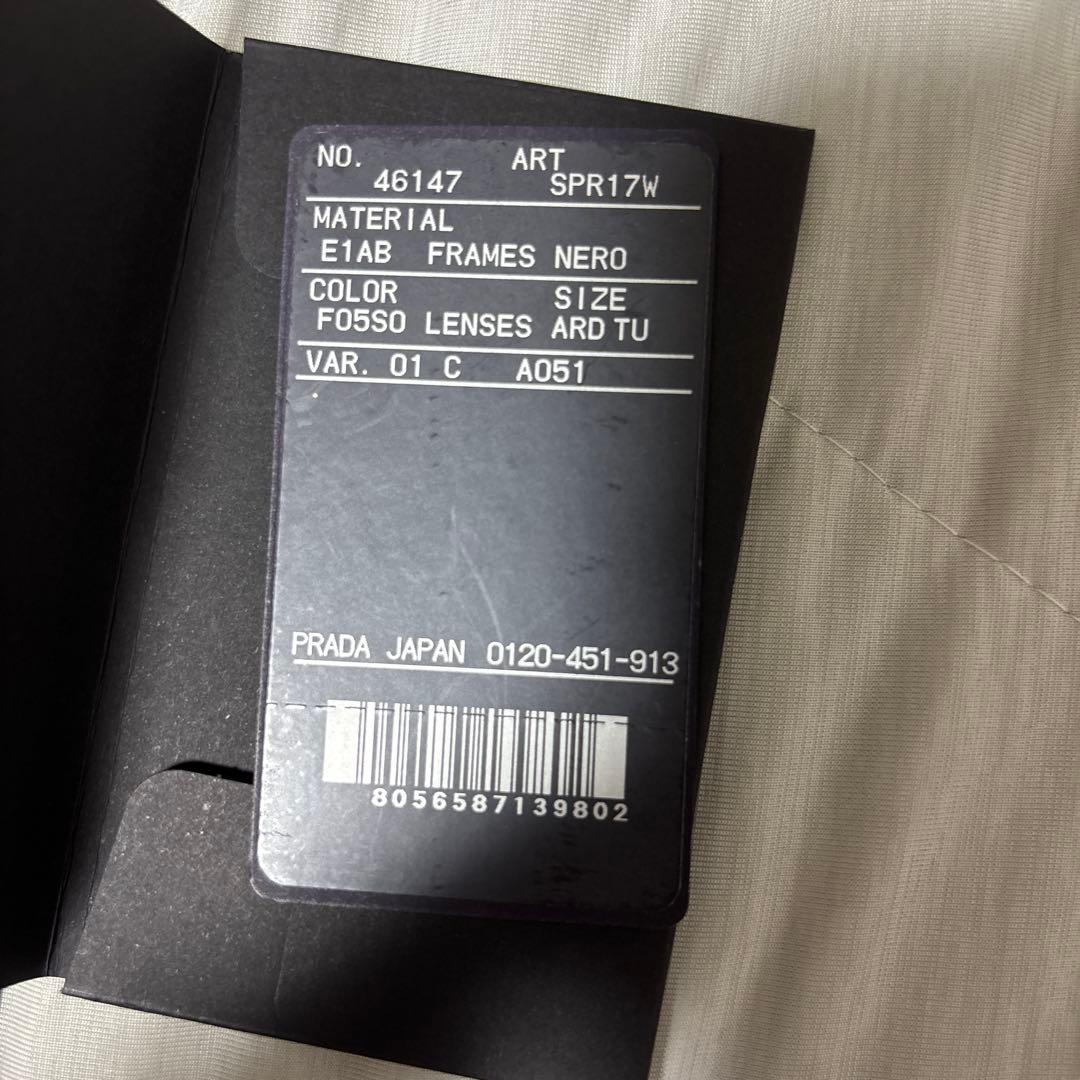 NO. ART
46147 SPR17W
MATERIAL
E1AB FRAMES NERO
COLOR SIZE
F05S0 LENSES ARD TU
VAR. 01 C A051
PRADA JAPAN 0120-451-913
8056587139802